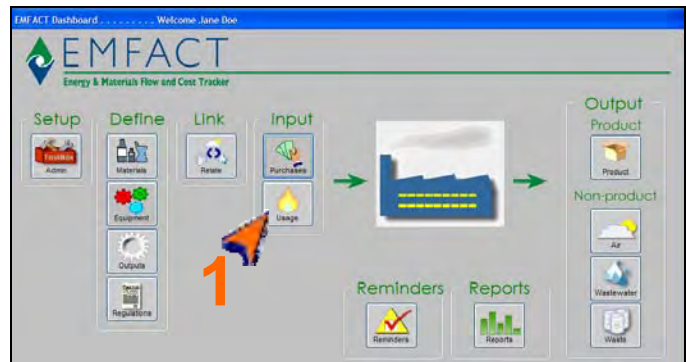 EMFACT Dashboard . . . . . . . . . Welcome Jane Doe
EMFACT
Energy & Materials Flow and Cost Tracker
Setup
Define
Link
Input
Output
Product
ToolBox
Admin
Materials
Relate
Purchases
Product
Equipment
Usage
Non-product
1
Air
Outputs
Wastewater
Regulations
Reminders
Reports
Reminders
Reports
Waste